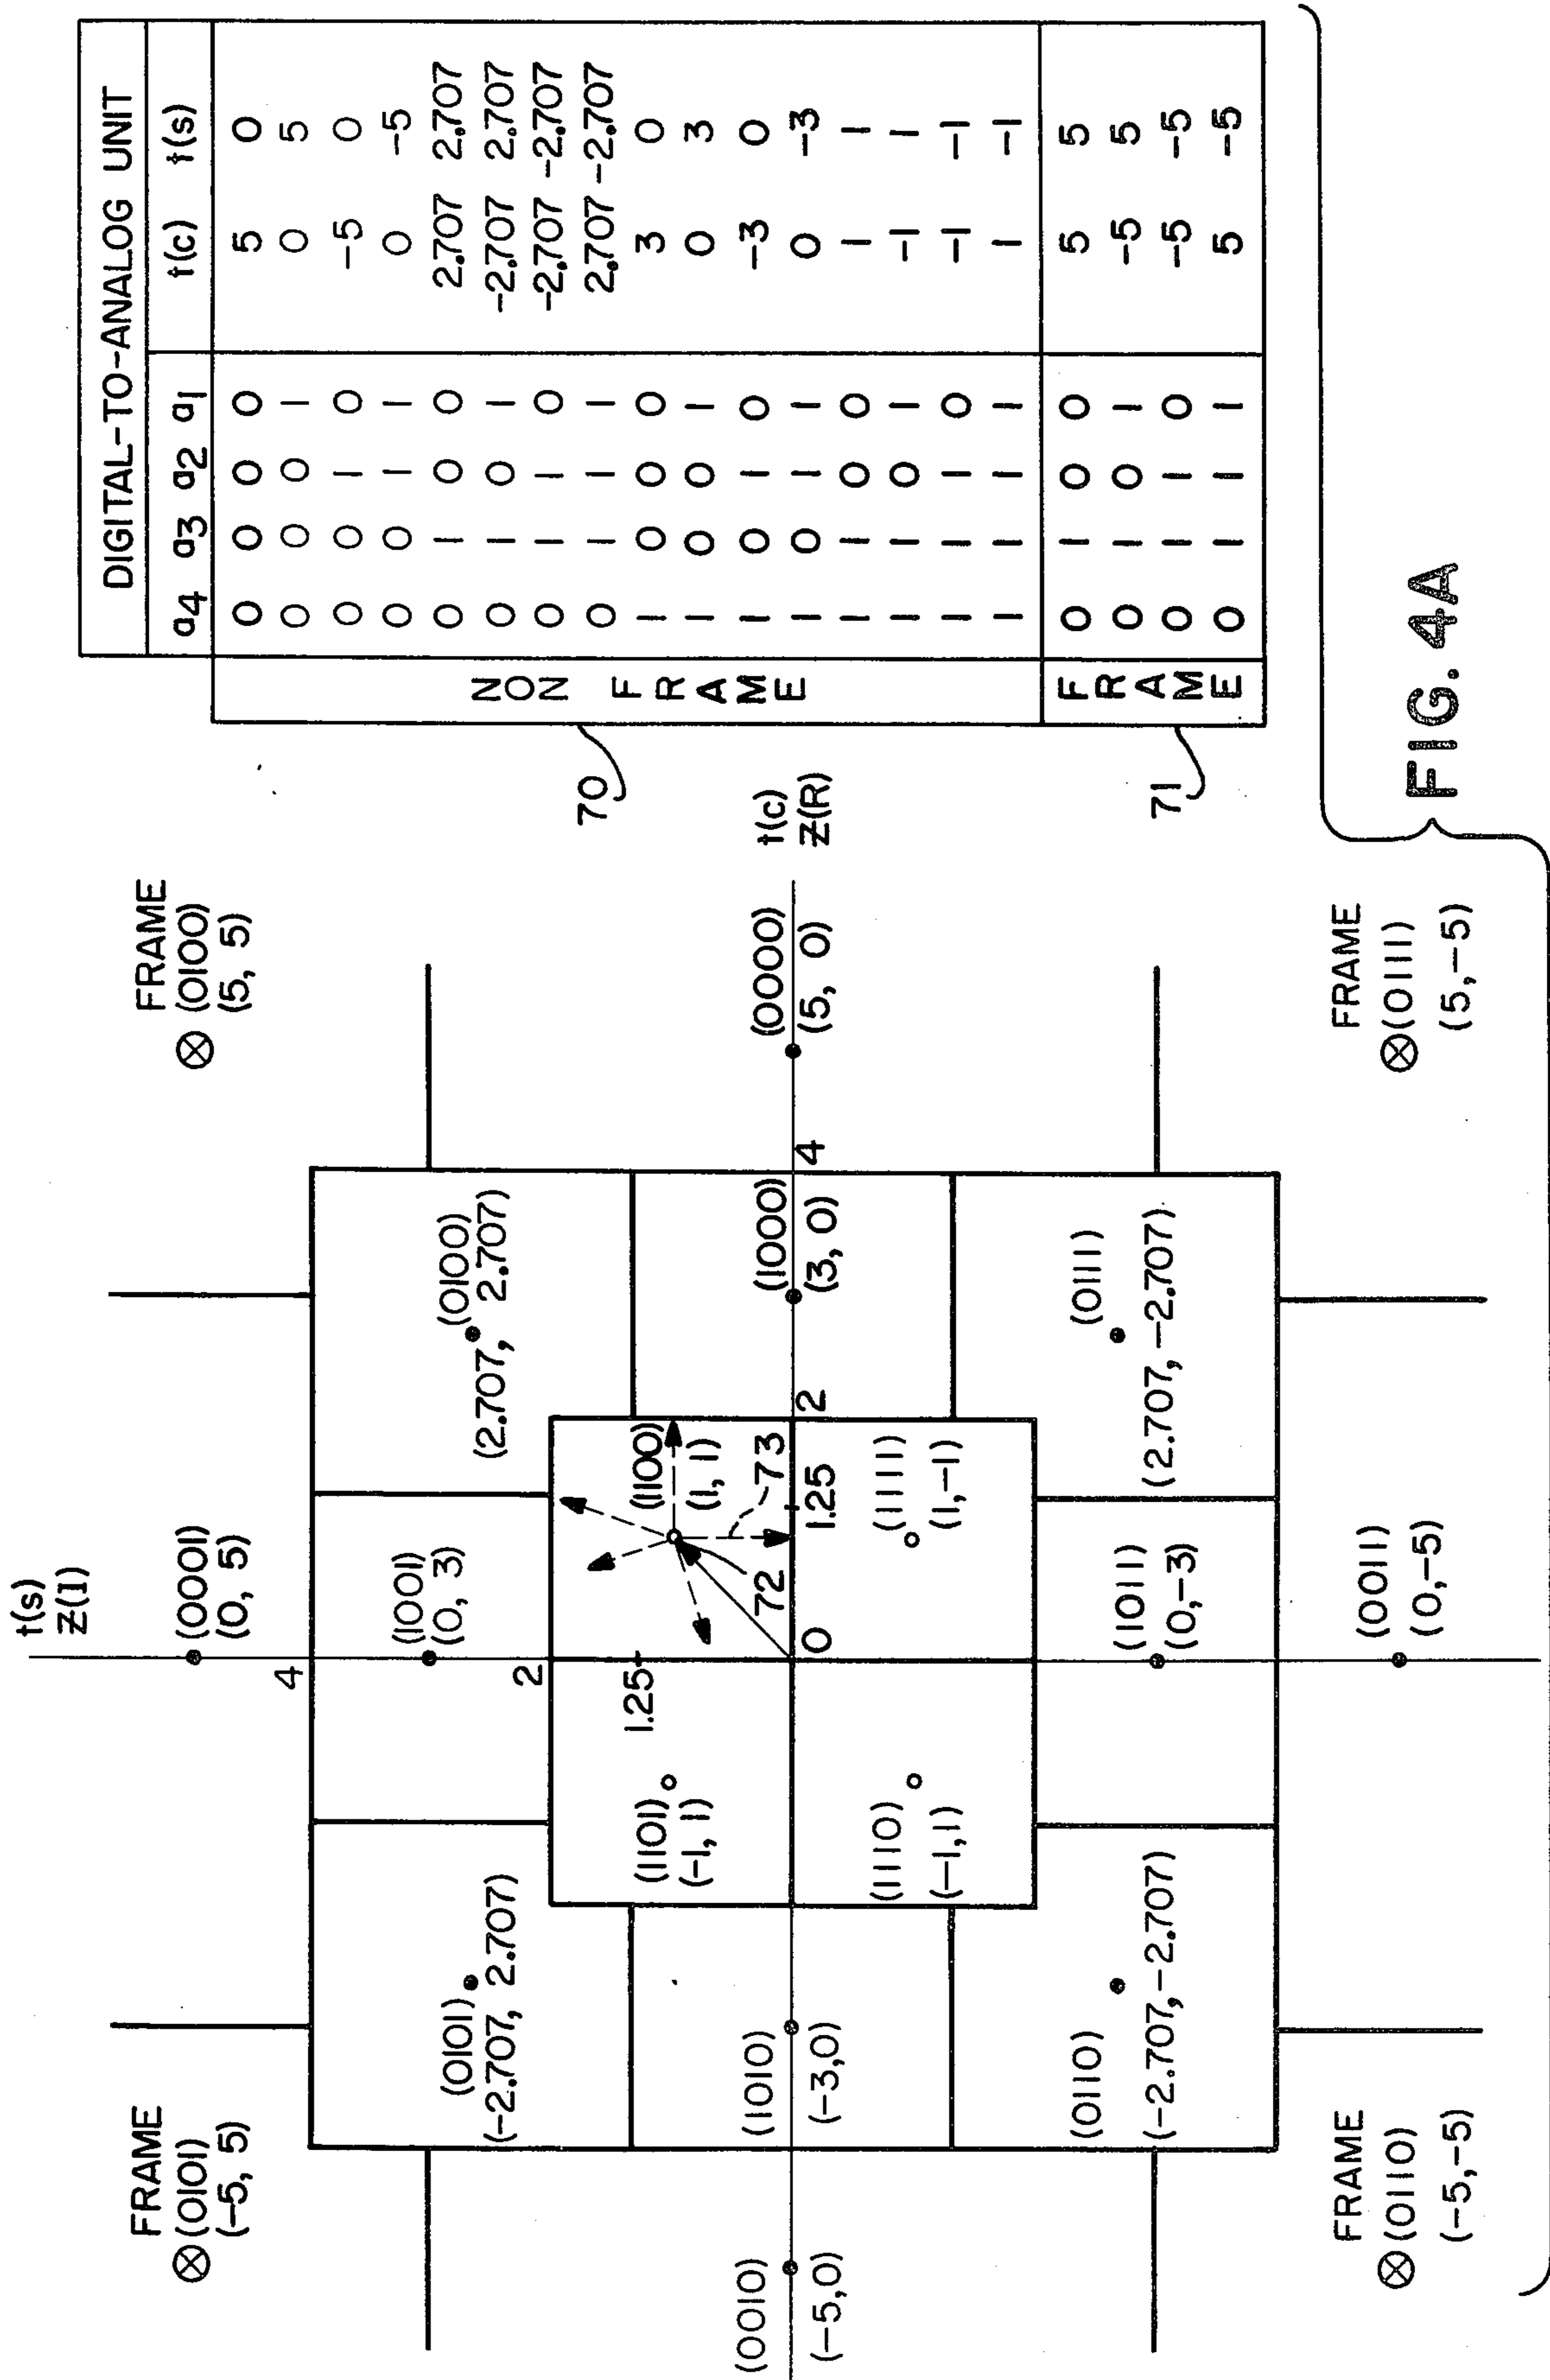 t(s)
z(I)
FRAME
(0101)
(-5, 5)
(0001)
(0, 5)
FRAME
(0100)
(5, 5)
4
(0101)
(-2.707, 2.707)
(1001)
(0, 3)
(0100)
(2.707, 2.707)
2
1.25
(1101)
(-1, 1)
(1100)
(1, 1)
72
73
(0010)
(-5,0)
(1010)
(-3,0)
0
1.25
2
(1000)
(3, 0)
4
(0000)
(5, 0)
t(c)
z(R)
(1110)
(-1,1)
(1111)
(1,-1)
(0110)
(-2.707,-2.707)
(1011)
(0,-3)
(0111)
(2.707, -2.707)
FRAME
(0110)
(-5,-5)
(0011)
(0,-5)
FRAME
(0111)
(5,-5)
DIGITAL-TO-ANALOG UNIT
a4 a3 a2 a1 t(c) t(s)
70
NON FRAME
0 0 0 0 5 0
0 0 0 1 0 5
0 0 1 0 -5 0
0 0 1 1 0 -5
0 1 0 0 2.707 2.707
0 1 0 1 -2.707 2.707
0 1 1 0 -2.707 -2.707
0 1 1 1 2.707 -2.707
1 0 0 0 3 0
1 0 0 1 0 3
1 0 1 0 -3 0
1 0 1 1 0 -3
1 1 0 0 1 1
1 1 0 1 -1 1
1 1 1 0 -1 -1
1 1 1 1 1 -1
71
FRAME
0 1 0 0 5 5
0 1 0 1 -5 5
0 1 1 0 -5 -5
0 1 1 1 5 -5
FIG. 4A